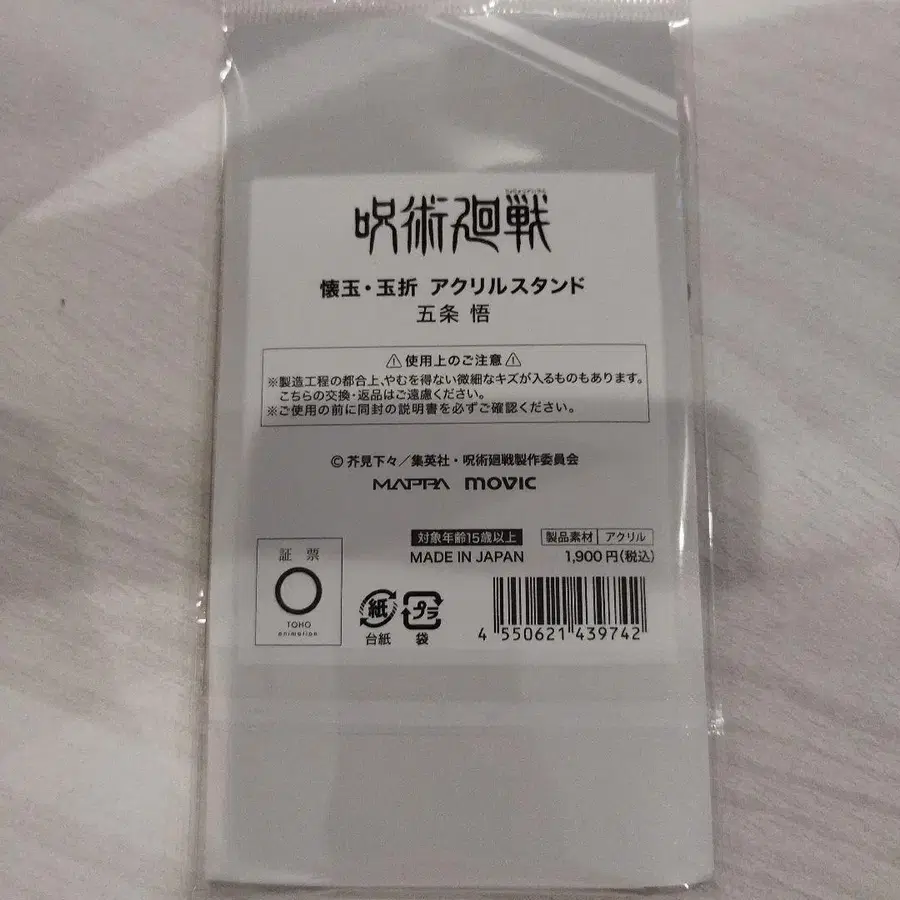 呪術廻戦
懐玉・玉折 アクリルスタンド
五条 悟
⚠使用上のご注意⚠
※製造工程の都合上、やむを得ない微細なキズが入るものもあります。
こちらの交換・返品はご遠慮ください。
※ご使用の前に同封の説明書を必ずご確認ください。
©芥見下々／集英社・呪術廻戦製作委員会
MAPPA movic
対象年齢15歳以上 製品素材 アクリル
MADE IN JAPAN 1,900円(税込)
証票
TOHO
animation
紙 プラ
台紙 袋
4 550621 439742